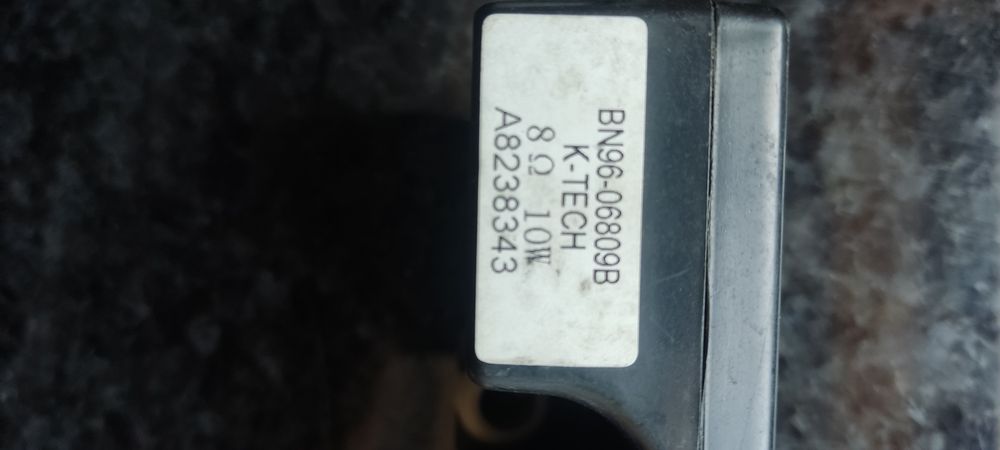 BN96-06809B
K-TECH
8 Ω 10W
A8238343